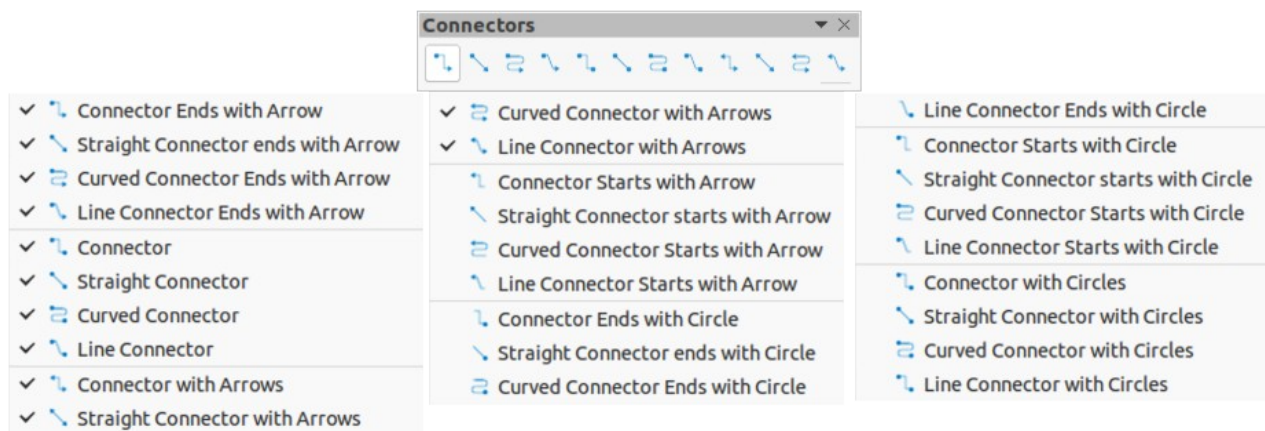 Connectors
Connector Ends with Arrow
Straight Connector ends with Arrow
Curved Connector Ends with Arrow
Line Connector Ends with Arrow
Connector
Straight Connector
Curved Connector
Line Connector
Connector with Arrows
Straight Connector with Arrows
Curved Connector with Arrows
Line Connector with Arrows
Connector Starts with Arrow
Straight Connector starts with Arrow
Curved Connector Starts with Arrow
Line Connector Starts with Arrow
Connector Ends with Circle
Straight Connector ends with Circle
Curved Connector Ends with Circle
Line Connector Ends with Circle
Connector Starts with Circle
Straight Connector starts with Circle
Curved Connector Starts with Circle
Line Connector Starts with Circle
Connector with Circles
Straight Connector with Circles
Curved Connector with Circles
Line Connector with Circles